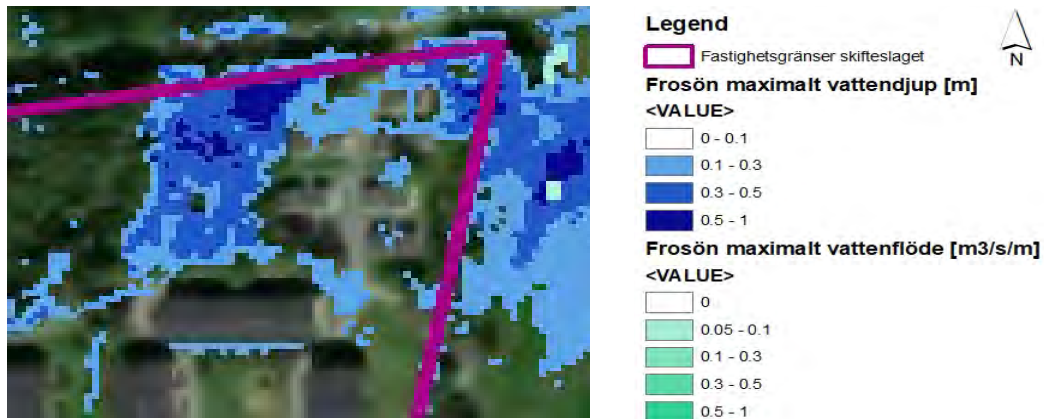 Legend
N
Fastighetsgränser skifteslaget
Frosön maximalt vattendjup [m]
<VALUE>
0 - 0.1
0.1 - 0.3
0.3 - 0.5
0.5 - 1
Frosön maximalt vattenflöde [m3/s/m]
<VALUE>
0
0.05 - 0.1
0.1 - 0.3
0.3 - 0.5
0.5 - 1